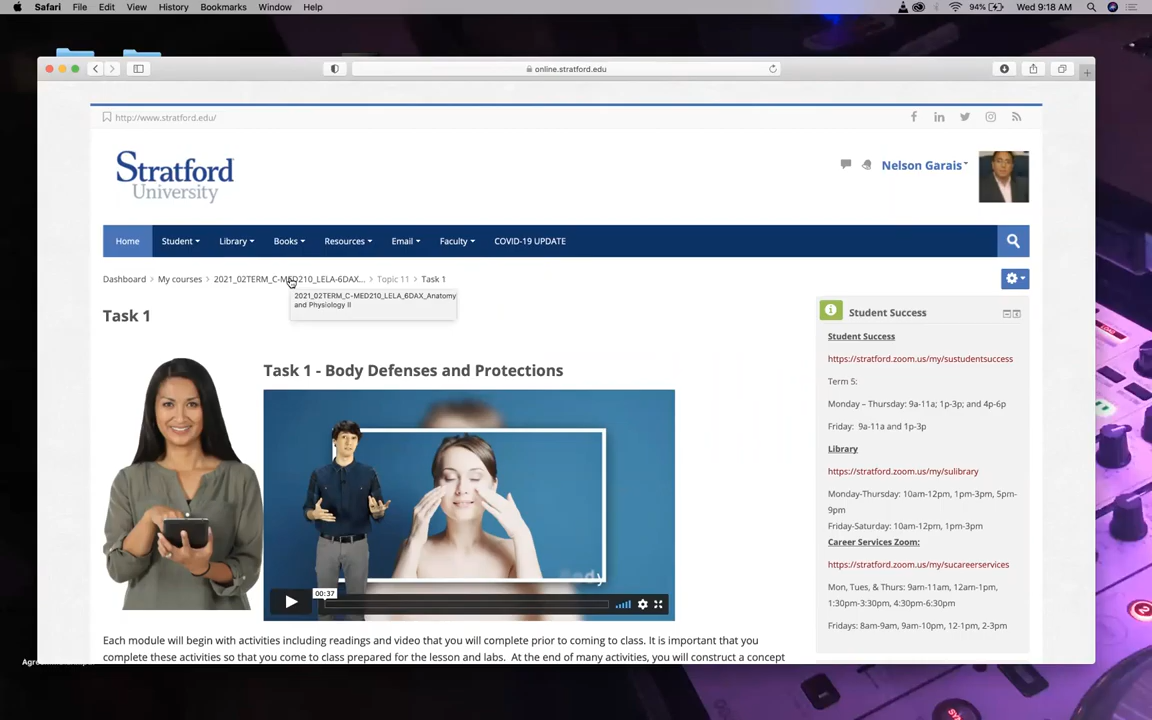 Safari File Edit View History Bookmarks Window Help 94% Wed 9:18 AM
online.stratford.edu
http://www.stratford.edu/
Stratford
University
Nelson Garais
Home Student Library Books Resources Email Faculty COVID-19 UPDATE
Dashboard > My courses > 2021_02TERM_C-MED210_LELA-6DAX... > Topic 11 > Task 1
2021_02TERM_C-MED210_LELA_6DAX_Anatomy
and Physiology II
Task 1
Task 1 - Body Defenses and Protections
00:37
Each module will begin with activities including readings and video that you will complete prior to coming to class. It is important that you
complete these activities so that you come to class prepared for the lesson and labs. At the end of many activities, you will construct a concept
Student Success
Student Success
https://stratford.zoom.us/my/sustudentsuccess
Term 5:
Monday – Thursday: 9a-11a; 1p-3p; and 4p-6p
Friday: 9a-11a and 1p-3p
Library
https://stratford.zoom.us/my/sulibrary
Monday-Thursday: 10am-12pm, 1pm-3pm, 5pm-
9pm
Friday-Saturday: 10am-12pm, 1pm-3pm
Career Services Zoom:
https://stratford.zoom.us/my/sucareerservices
Mon, Tues, & Thurs: 9am-11am, 12am-1pm,
1:30pm-3:30pm, 4:30pm-6:30pm
Fridays: 8am-9am, 9am-10pm, 12-1pm, 2-3pm